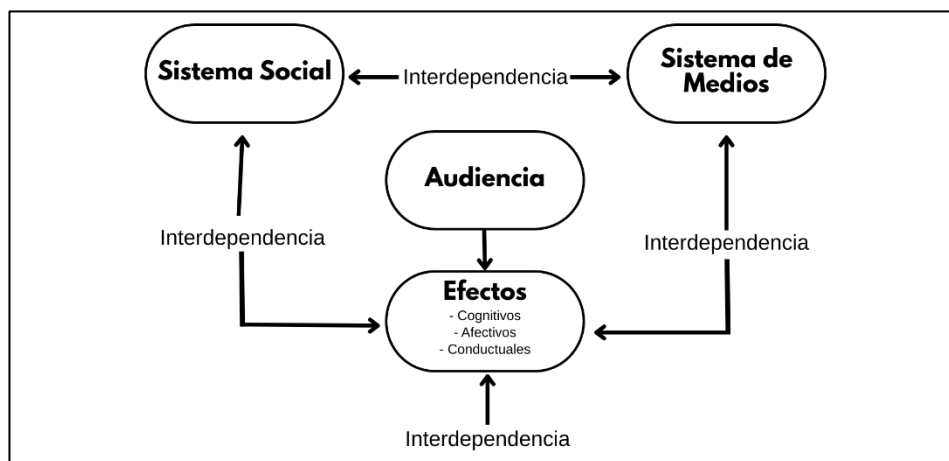 Sistema Social
Interdependencia
Sistema de
Medios
Audiencia
Interdependencia
Interdependencia
Efectos
- Cognitivos
- Afectivos
- Conductuales
Interdependencia